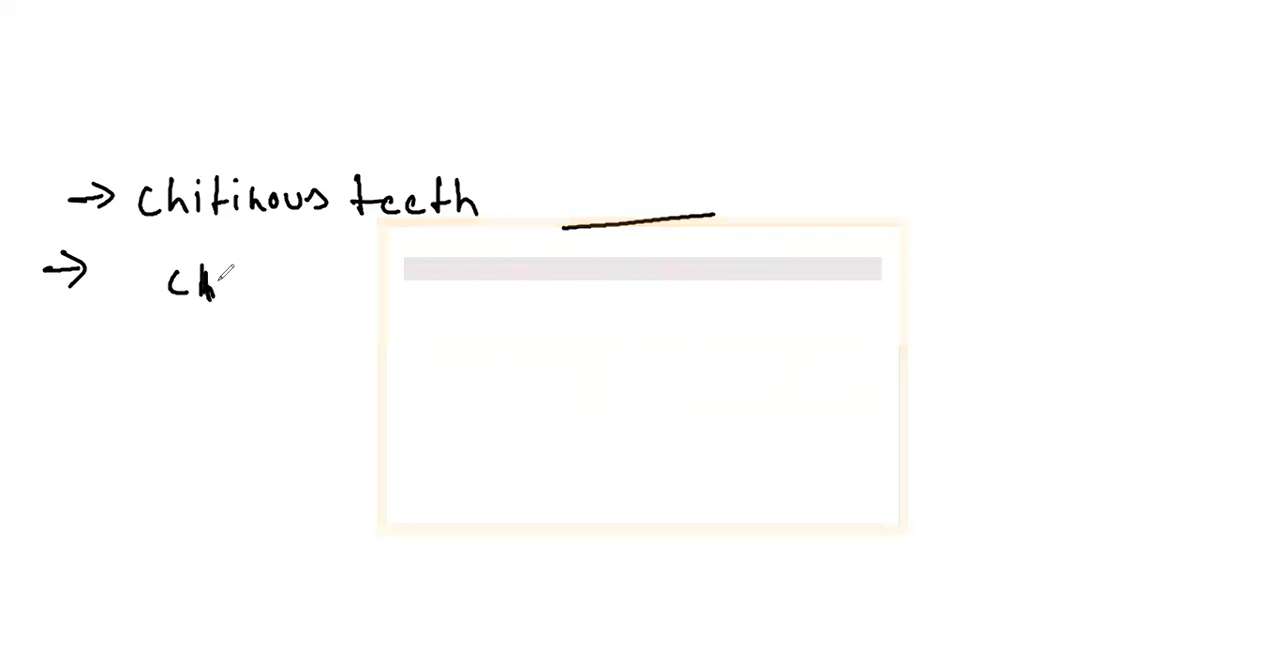 → chitinous teeth
→ ch